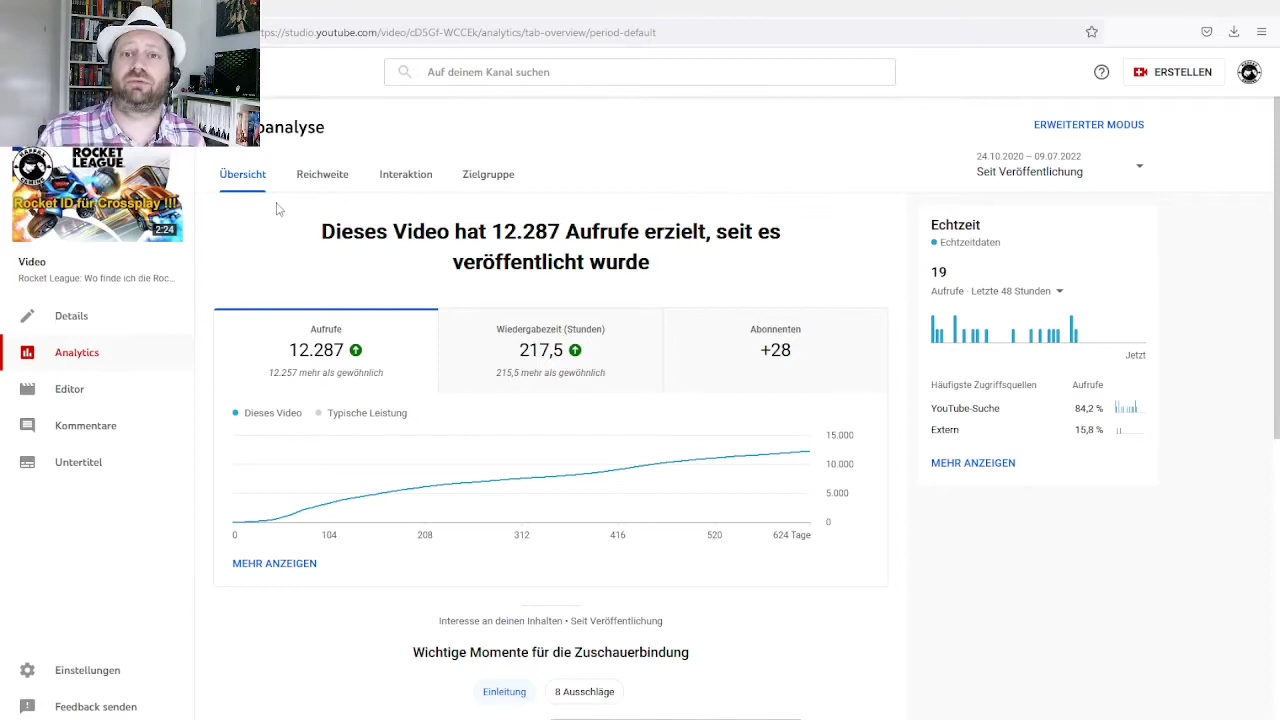 tps://studio.youtube.com/video/cD5Gf-WCCEk/analytics/tab-overview/period-default
Auf deinem Kanal suchen
ERSTELLEN
oanalyse
ERWEITERTER MODUS
24.10.2020 – 09.07.2022
Seit Veröffentlichung
Übersicht
Reichweite
Interaktion
Zielgruppe
ROCKET
LEAGUE
Rocket ID für Crossplay !!!
2:24
Video
Rocket League: Wo finde ich die Roc...
Details
Analytics
Editor
Kommentare
Untertitel
Einstellungen
Feedback senden
Dieses Video hat 12.287 Aufrufe erzielt, seit es
veröffentlicht wurde
Aufrufe
12.287
12.257 mehr als gewöhnlich
Wiedergabezeit (Stunden)
217,5
215,5 mehr als gewöhnlich
Abonnenten
+28
Dieses Video
Typische Leistung
15.000
10.000
5.000
0
0 104 208 312 416 520 624 Tage
MEHR ANZEIGEN
Interesse an deinen Inhalten • Seit Veröffentlichung
Wichtige Momente für die Zuschauerbindung
Einleitung
8 Ausschläge
Echtzeit
Echtzeitdaten
19
Aufrufe · Letzte 48 Stunden
Jetzt
Häufigste Zugriffsquellen Aufrufe
YouTube-Suche 84,2 %
Extern 15,8 %
MEHR ANZEIGEN